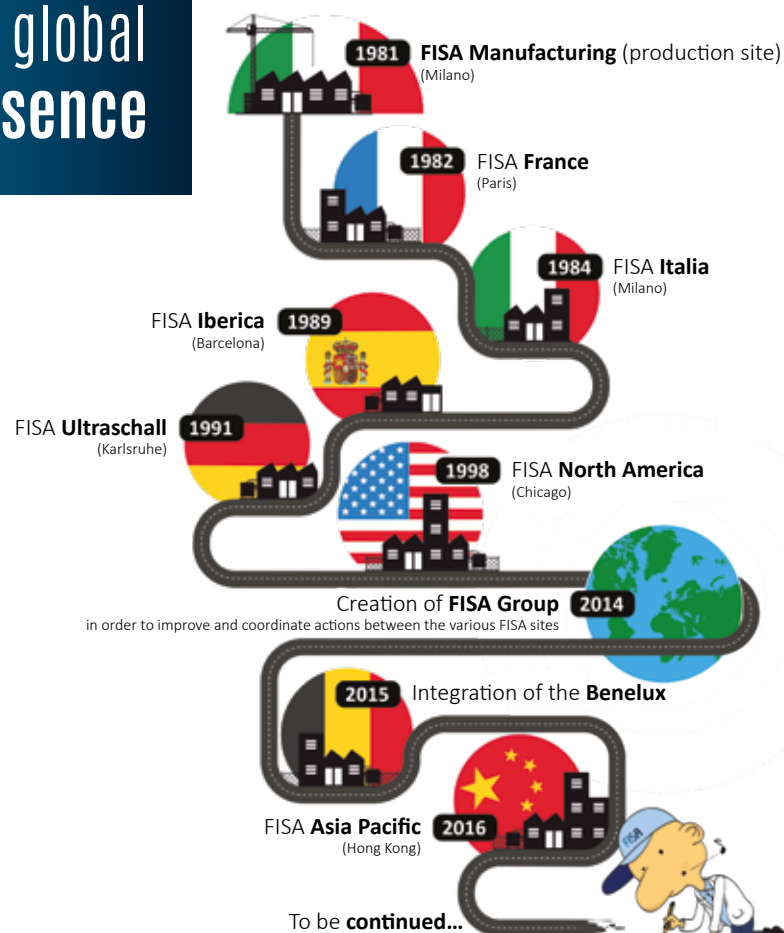 global
sence
1981 FISA Manufacturing (production site)
(Milano)
1982 FISA France
(Paris)
1984 FISA Italia
(Milano)
FISA Iberica 1989
(Barcelona)
FISA Ultraschall 1991
(Karlsruhe)
1998 FISA North America
(Chicago)
Creation of FISA Group 2014
in order to improve and coordinate actions between the various FISA sites
2015 Integration of the Benelux
FISA Asia Pacific 2016
(Hong Kong)
FISA
To be continued...